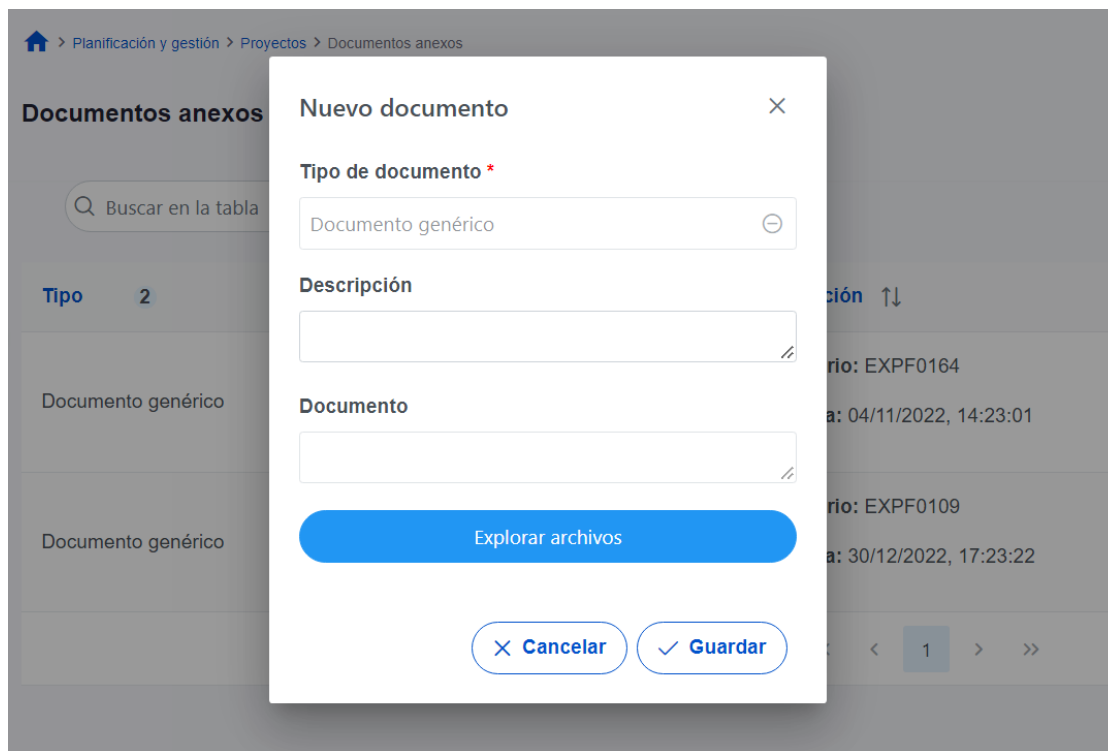 > Planificación y gestión > Proyectos > Documentos anexos
Documentos anexos
Buscar en la tabla
Tipo 2
ción
Documento genérico
rio: EXPF0164
a: 04/11/2022, 14:23:01
Documento genérico
rio: EXPF0109
a: 30/12/2022, 17:23:22
< 1 > >>
Nuevo documento
Tipo de documento *
Documento genérico
Descripción
Documento
Explorar archivos
Cancelar
Guardar